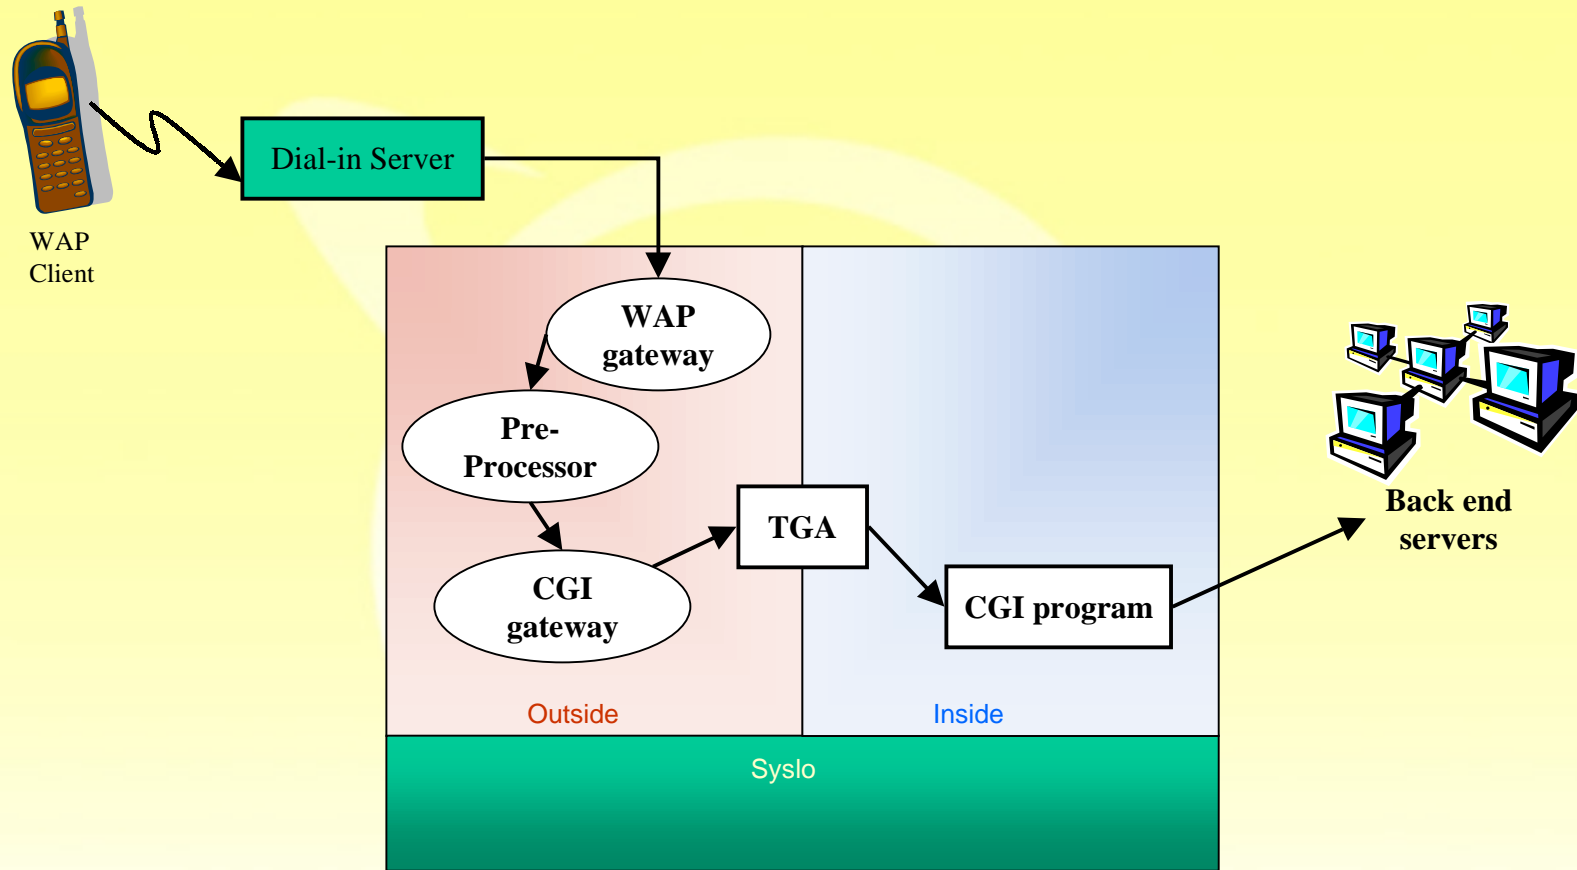 WAP
Client
Dial-in Server
WAP
gateway
Pre-
Processor
CGI
gateway
TGA
CGI program
Back end
servers
Outside
Inside
Syslo